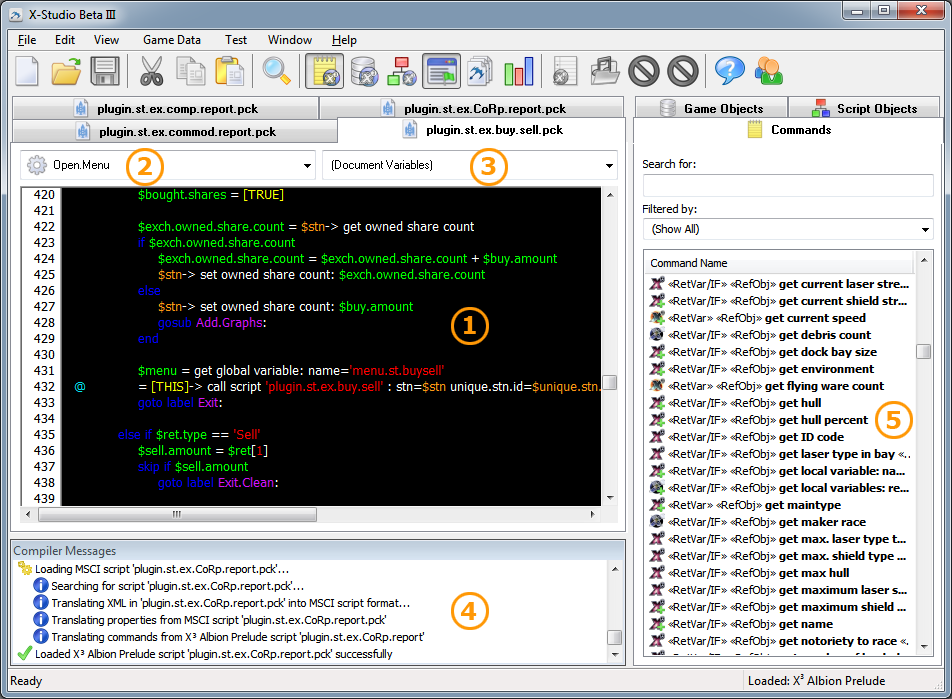 X-Studio Beta III
File Edit View Game Data Test Window Help
plugin.st.ex.comp.report.pck
plugin.st.ex.CoRp.report.pck
plugin.st.ex.commod.report.pck
plugin.st.ex.buy.sell.pck
Open.Menu
2
(Document Variables)
3
420 $bought.shares = [TRUE]
421
422 $exch.owned.share.count = $stn-> get owned share count
423 if $exch.owned.share.count
424 $exch.owned.share.count = $exch.owned.share.count + $buy.amount
425 $stn-> set owned share count: $exch.owned.share.count
426 else
427 $stn-> set owned share count: $buy.amount
428 gosub Add.Graphs:
429 end
430
431 $menu = get global variable: name='menu.st.buysell'
432 @ = [THIS]-> call script 'plugin.st.ex.buy.sell' : stn=$stn unique.stn.id=$unique.stn.
433 goto label Exit:
434
435 else if $ret.type == 'Sell'
436 $sell.amount = $ret[1]
437 skip if $sell.amount
438 goto label Exit.Clean:
439
1
Compiler Messages
Loading MSCI script 'plugin.st.ex.CoRp.report.pck'...
Searching for script 'plugin.st.ex.CoRp.report.pck'...
Translating XML in 'plugin.st.ex.CoRp.report.pck' into MSCI script format...
Translating properties from MSCI script 'plugin.st.ex.CoRp.report.pck'
Translating commands from X³ Albion Prelude script 'plugin.st.ex.CoRp.report'
Loaded X³ Albion Prelude script 'plugin.st.ex.CoRp.report.pck' successfully
4
Game Objects
Script Objects
Commands
Search for:
Filtered by:
(Show All)
Command Name
«RetVar/IF» «RefObj» get current laser stre...
«RetVar/IF» «RefObj» get current shield str...
«RetVar» «RefObj» get current speed
«RetVar/IF» «RefObj» get debris count
«RetVar/IF» «RefObj» get dock bay size
«RetVar/IF» «RefObj» get environment
«RetVar» «RefObj» get flying ware count
«RetVar/IF» «RefObj» get hull
«RetVar/IF» «RefObj» get hull percent
«RetVar/IF» «RefObj» get ID code
«RetVar/IF» «RefObj» get laser type in bay «..
«RetVar/IF» «RefObj» get local variable: na...
«RetVar/IF» «RefObj» get local variables: re...
«RetVar» «RefObj» get maintype
«RetVar/IF» «RefObj» get maker race
«RetVar/IF» «RefObj» get max. laser type t...
«RetVar/IF» «RefObj» get max. shield type ...
«RetVar/IF» «RefObj» get max hull
«RetVar/IF» «RefObj» get maximum laser s...
«RetVar/IF» «RefObj» get maximum shield ...
«RetVar/IF» «RefObj» get name
«RetVar/IF» «RefObj» get notoriety to race «..
5
Ready
Loaded: X³ Albion Prelude